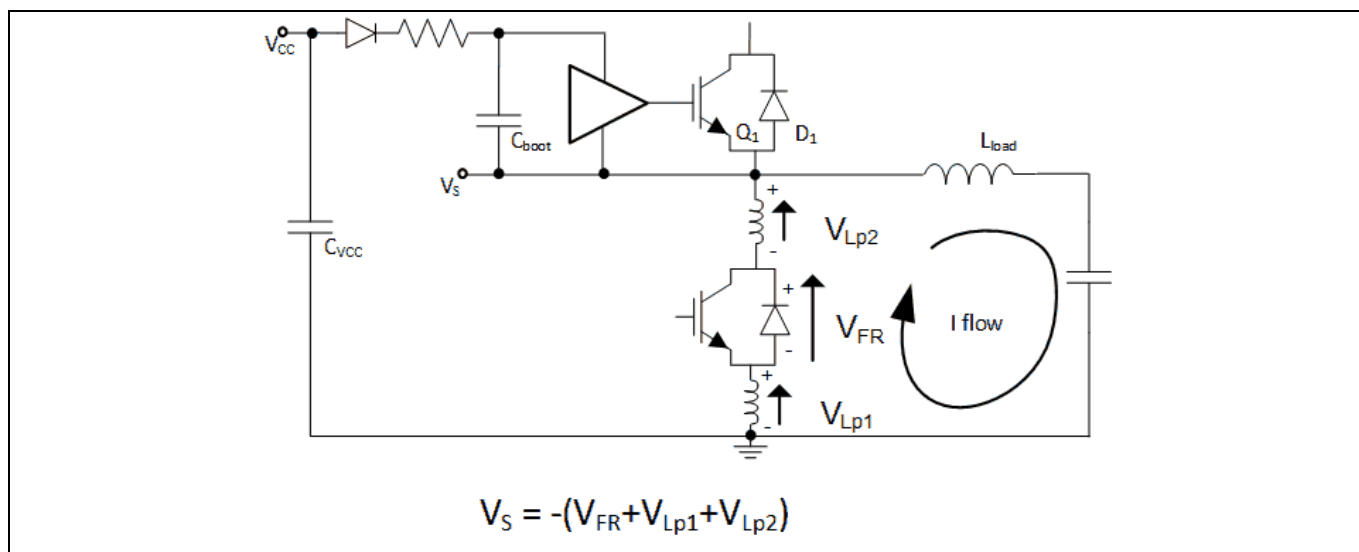 VCC
Cboot
Q1
D1
Lload
VS
CVCC
+
VLp2
-
+
VFR
I flow
-
+
VLp1
-
VS = -(VFR+VLp1+VLp2)